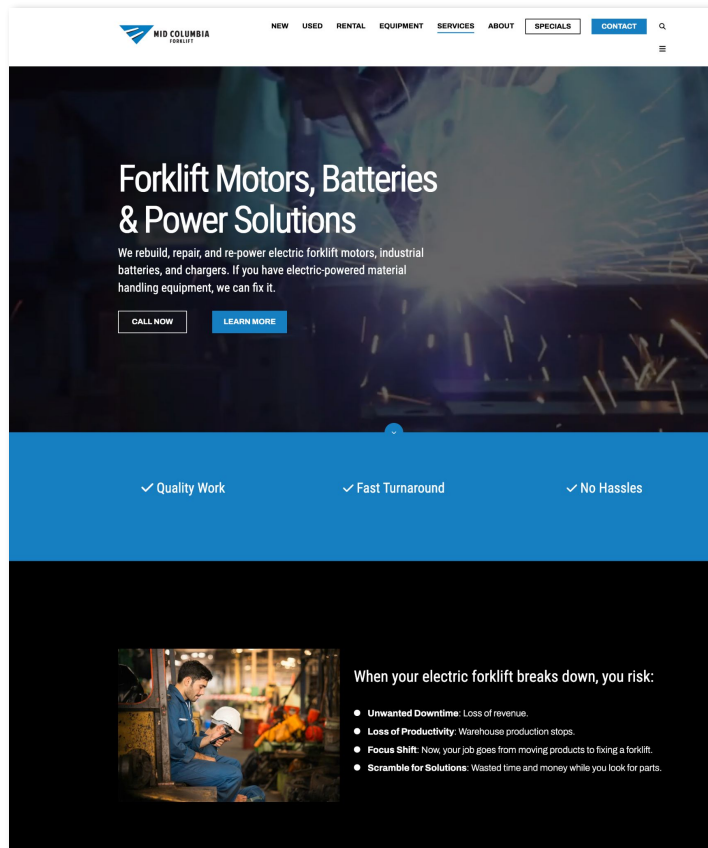 MID COLUMBIA
FORKLIFT
NEW USED RENTAL EQUIPMENT SERVICES ABOUT SPECIALS CONTACT
Forklift Motors, Batteries
& Power Solutions
We rebuild, repair, and re-power electric forklift motors, industrial
batteries, and chargers. If you have electric-powered material
handling equipment, we can fix it.
CALL NOW LEARN MORE
Quality Work Fast Turnaround No Hassles
When your electric forklift breaks down, you risk:
Unwanted Downtime: Loss of revenue.
Loss of Productivity: Warehouse production stops.
Focus Shift: Now, your job goes from moving products to fixing a forklift.
Scramble for Solutions: Wasted time and money while you look for parts.